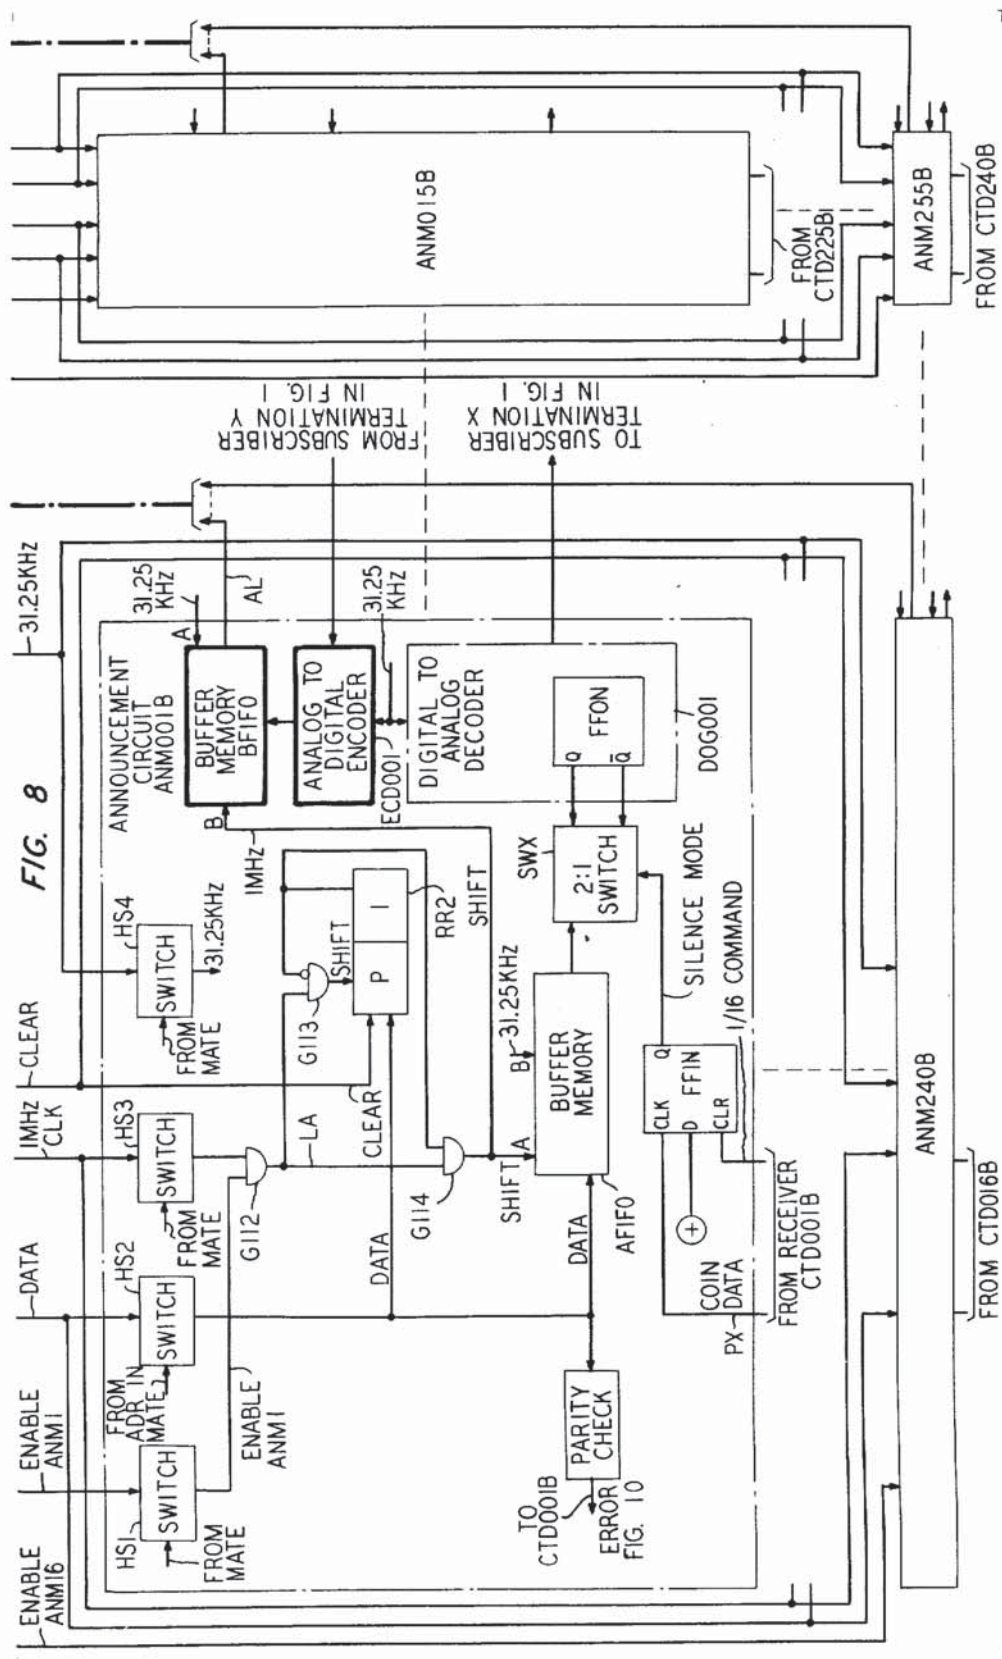 FIG. 8
ENABLE
ANM16
ENABLE
ANM1
DATA
1MHz
CLK
CLEAR
31.25KHz
HS1
SWITCH
FROM
MATE
HS2
SWITCH
FROM
ADR IN
MATE
HS3
SWITCH
FROM
MATE
HS4
SWITCH
FROM
MATE
31.25KHz
ANNOUNCEMENT
CIRCUIT
ANM001B
ENABLE
ANM1
G112
LA
G113
SHIFT
P
1
RR2
CLEAR
DATA
G114
SHIFT
1MHz
B
BUFFER
MEMORY
BFIFO
A
31.25
KHz
AL
ANALOG TO
DIGITAL
ENCODER
ECD001
31.25
KHz
FROM SUBSCRIBER
TERMINATION Y
IN FIG. 1
DIGITAL TO
ANALOG
DECODER
FFON
Q
Q̅
DOG001
TO SUBSCRIBER
TERMINATION X
IN FIG. 1
SHIFT
A
DATA
BUFFER
MEMORY
AFIFO
B
31.25KHz
SWX
2:1
SWITCH
SILENCE MODE
PARITY
CHECK
TO
CTD001B
ERROR
FIG. 10
CLK
D
CLR
Q
FFIN
+
COIN
DATA
PX
1/16 COMMAND
FROM RECEIVER
CTD001B
ANM240B
FROM CTD016B
ANM015B
FROM
CTD225B
ANM255B
FROM CTD240B